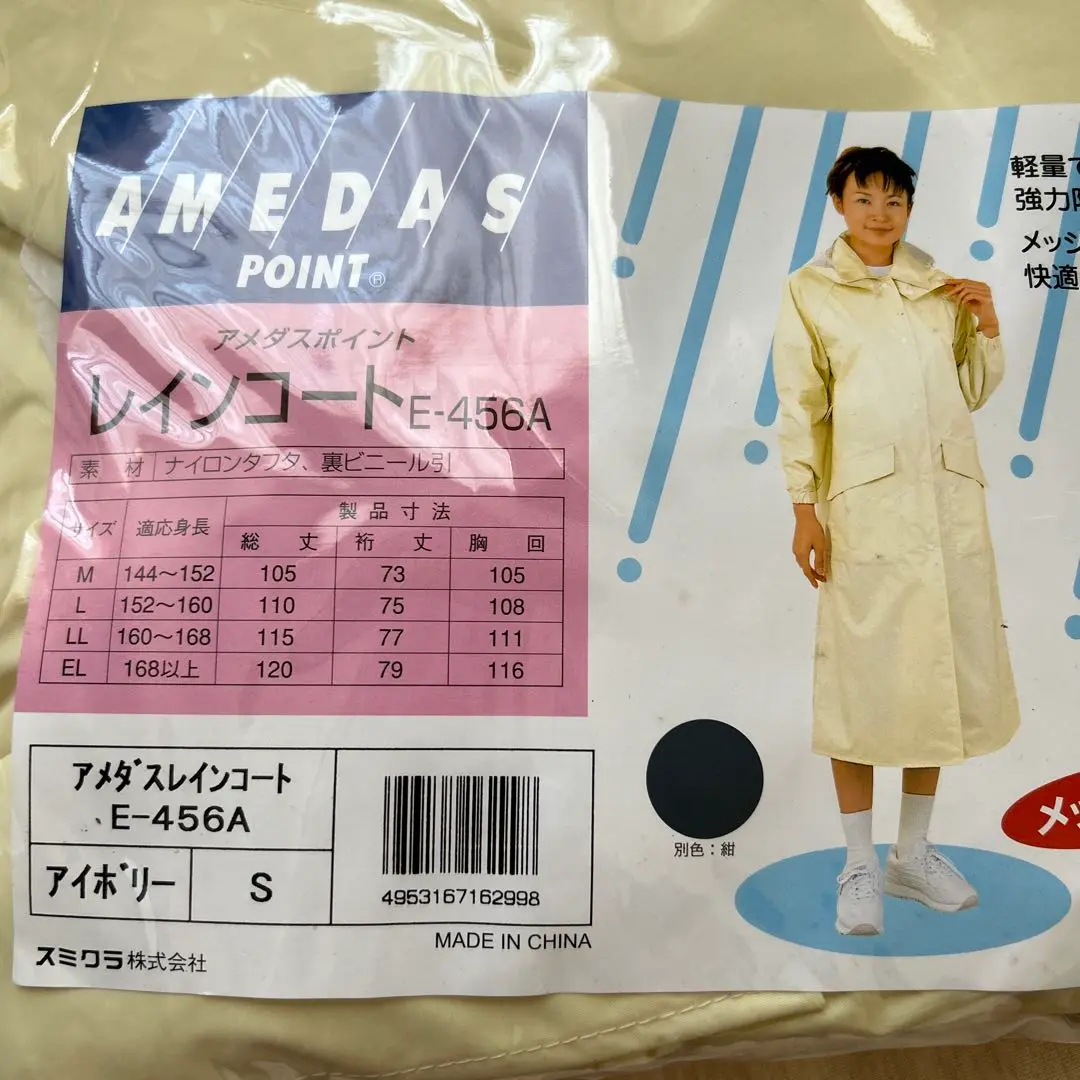 AMEDAS
POINT®
アメダスポイント
レインコート E-456A
素材 ナイロンタフタ、裏ビニール引
サイズ 適応身長 製品寸法
総丈 裄丈 胸回
M 144〜152 105 73 105
L 152〜160 110 75 108
LL 160〜168 115 77 111
EL 168以上 120 79 116
アメダスレインコート
E-456A
アイボリー S
4953167162998
MADE IN CHINA
スミクラ株式会社
軽量で
強力
メッシ
快適
別色：紺
メッ